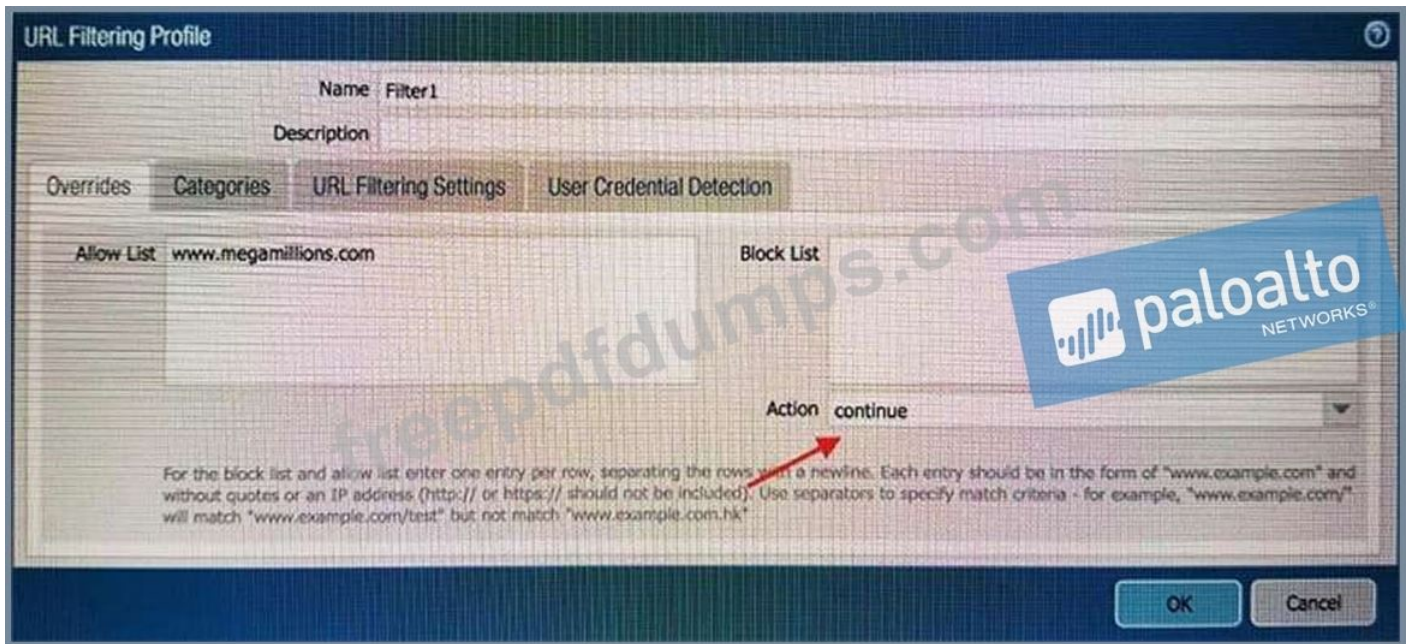 URL Filtering Profile
Name Filter1
Description
Overrides Categories URL Filtering Settings User Credential Detection
Allow List www.megamillions.com
Block List
paloalto
NETWORKS®
Action continue
For the block list and allow list enter one entry per row, separating the rows with a newline. Each entry should be in the form of "www.example.com" and
without quotes or an IP address (http:// or https:// should not be included). Use separators to specify match criteria - for example, "www.example.com/"
will match "www.example.com/test" but not match "www.example.com.hk"
freepdfdumps.com
OK Cancel